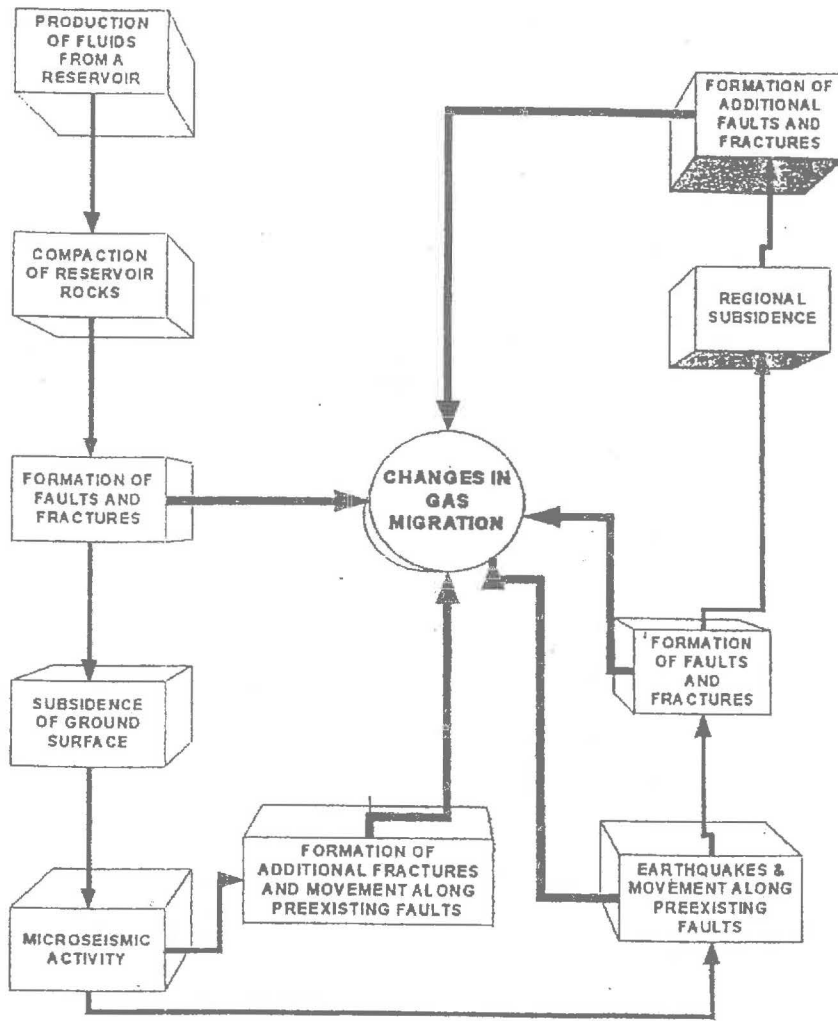 PRODUCTION
OF FLUIDS
FROM A
RESERVOIR
COMPACTION
OF RESERVOIR
ROCKS
FORMATION OF
FAULTS AND
FRACTURES
SUBSIDENCE
OF GROUND
SURFACE
MICROSEISMIC
ACTIVITY
FORMATION OF
ADDITIONAL FRACTURES
AND MOVEMENT ALONG
PREEXISTING FAULTS
CHANGES IN
GAS
MIGRATION
FORMATION OF
ADDITIONAL
FAULTS AND
FRACTURES
REGIONAL
SUBSIDENCE
FORMATION
OF FAULTS
AND
FRACTURES
EARTHQUAKES &
MOVEMENT ALONG
PREEXISTING
FAULTS